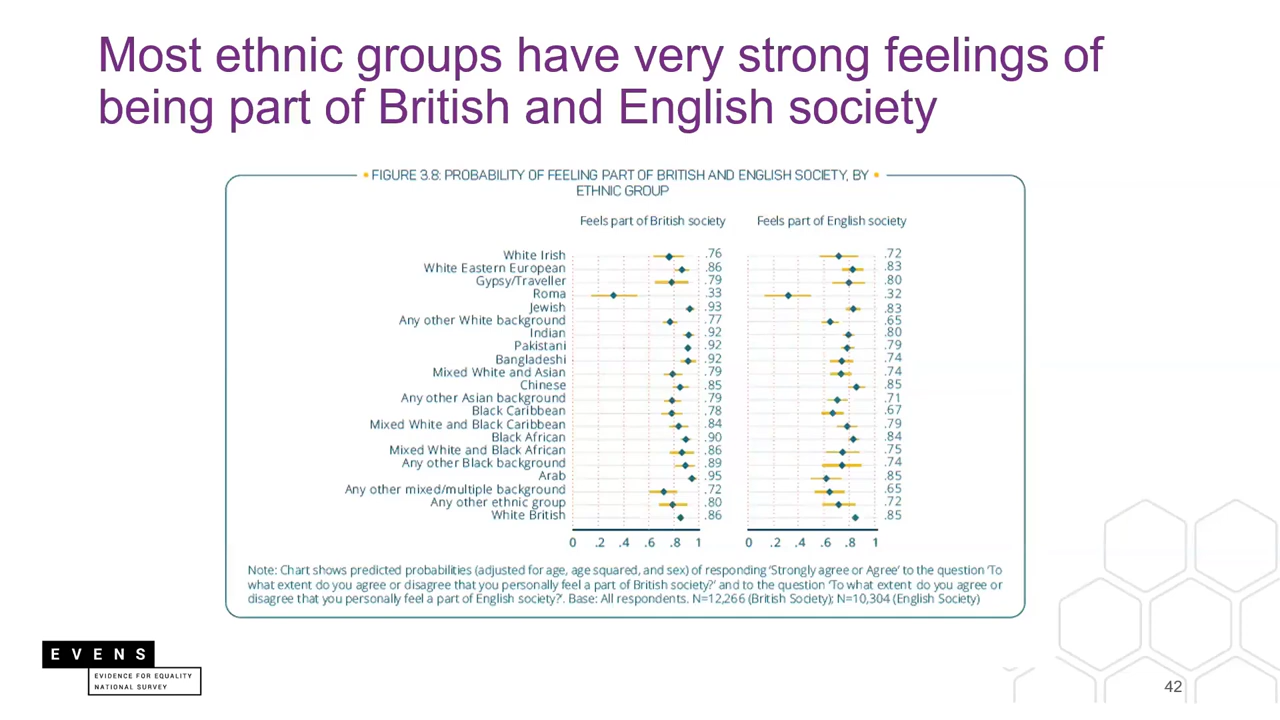 Most ethnic groups have very strong feelings of
being part of British and English society
FIGURE 3.8: PROBABILITY OF FEELING PART OF BRITISH AND ENGLISH SOCIETY, BY
ETHNIC GROUP
Feels part of British society Feels part of English society
White Irish .76 .72
White Eastern European .86 .83
Gypsy/Traveller .79 .80
Roma .33 .32
Jewish .93 .83
Any other White background .77 .65
Indian .92 .80
Pakistani .92 .79
Bangladeshi .92 .74
Mixed White and Asian .79 .74
Chinese .85 .85
Any other Asian background .79 .71
Black Caribbean .78 .67
Mixed White and Black Caribbean .84 .79
Black African .90 .84
Mixed White and Black African .86 .75
Any other Black background .89 .74
Arab .95 .85
Any other mixed/multiple background .72 .65
Any other ethnic group .80 .72
White British .86 .85
0 .2 .4 .6 .8 1 0 .2 .4 .6 .8 1
Note: Chart shows predicted probabilities (adjusted for age, age squared, and sex) of responding ‘Strongly agree or Agree’ to the question ‘To
what extent do you agree or disagree that you personally feel a part of British society?’ and to the question ‘To what extent do you agree or
disagree that you personally feel a part of English society?’. Base: All respondents. N=12,266 (British Society); N=10,304 (English Society)
EVENS
EVIDENCE FOR EQUALITY
NATIONAL SURVEY
42